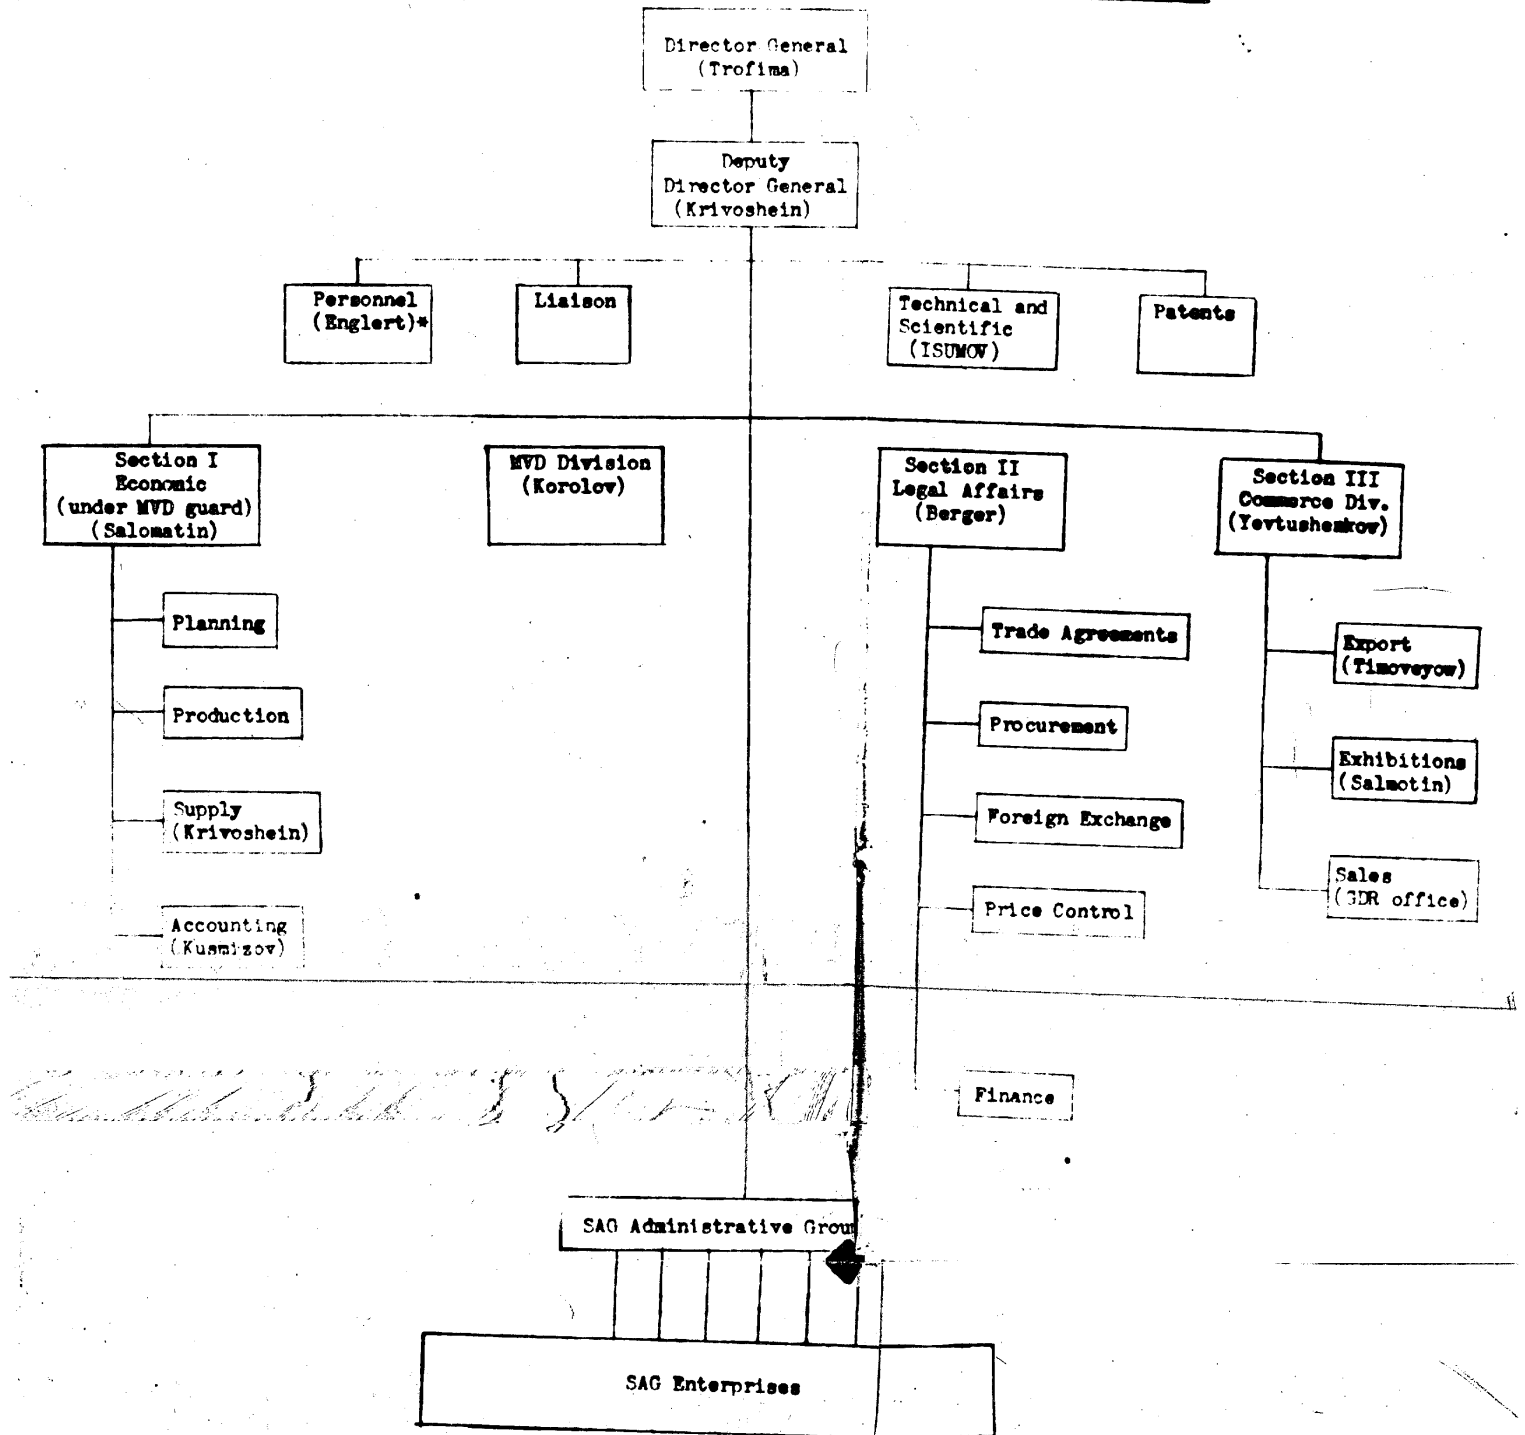 Director General
(Trofima)
Deputy
Director General
(Krivoshein)
Personnel
(Englert)*
Liaison
Technical and
Scientific
(ISUMOV)
Patents
Section I
Economic
(under MVD guard)
(Salomatin)
MVD Division
(Korolov)
Section II
Legal Affairs
(Berger)
Section III
Commerce Div.
(Yevtushenkow)
Planning
Production
Supply
(Krivoshein)
Accounting
(Kusmizov)
Trade Agreements
Procurement
Foreign Exchange
Price Control
Finance
Export
(Timoveyow)
Exhibitions
(Salmotin)
Sales
(GDR office)
SAG Administrative Group
SAG Enterprises